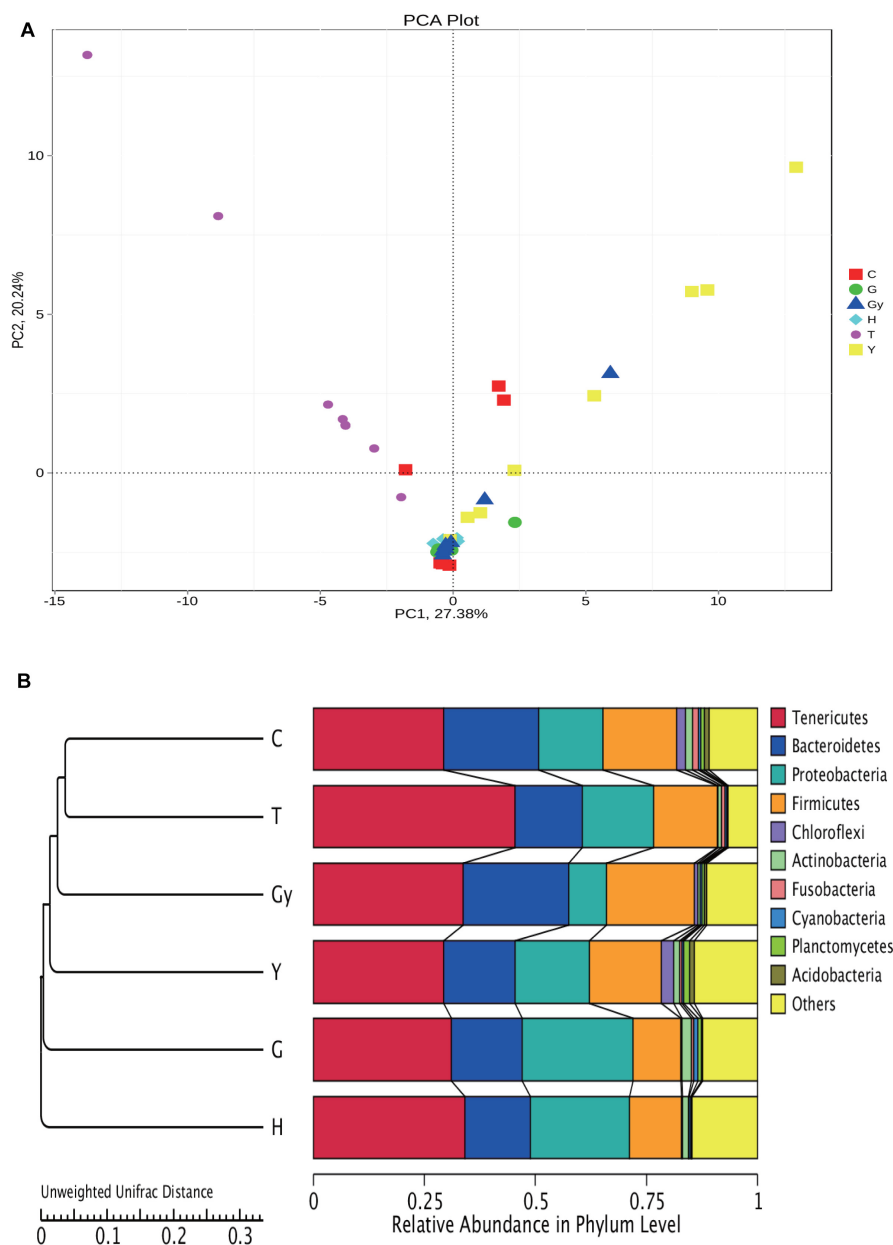 A
PCA Plot
PC2, 20.24%
10
5
0
-15 -10 -5 0 5 10
PC1, 27.38%
C
G
Gy
H
T
Y
B
C
T
Gy
Y
G
H
Tenericutes
Bacteroidetes
Proteobacteria
Firmicutes
Chloroflexi
Actinobacteria
Fusobacteria
Cyanobacteria
Planctomycetes
Acidobacteria
Others
Unweighted Unifrac Distance
0 0.1 0.2 0.3
0 0.25 0.5 0.75 1
Relative Abundance in Phylum Level